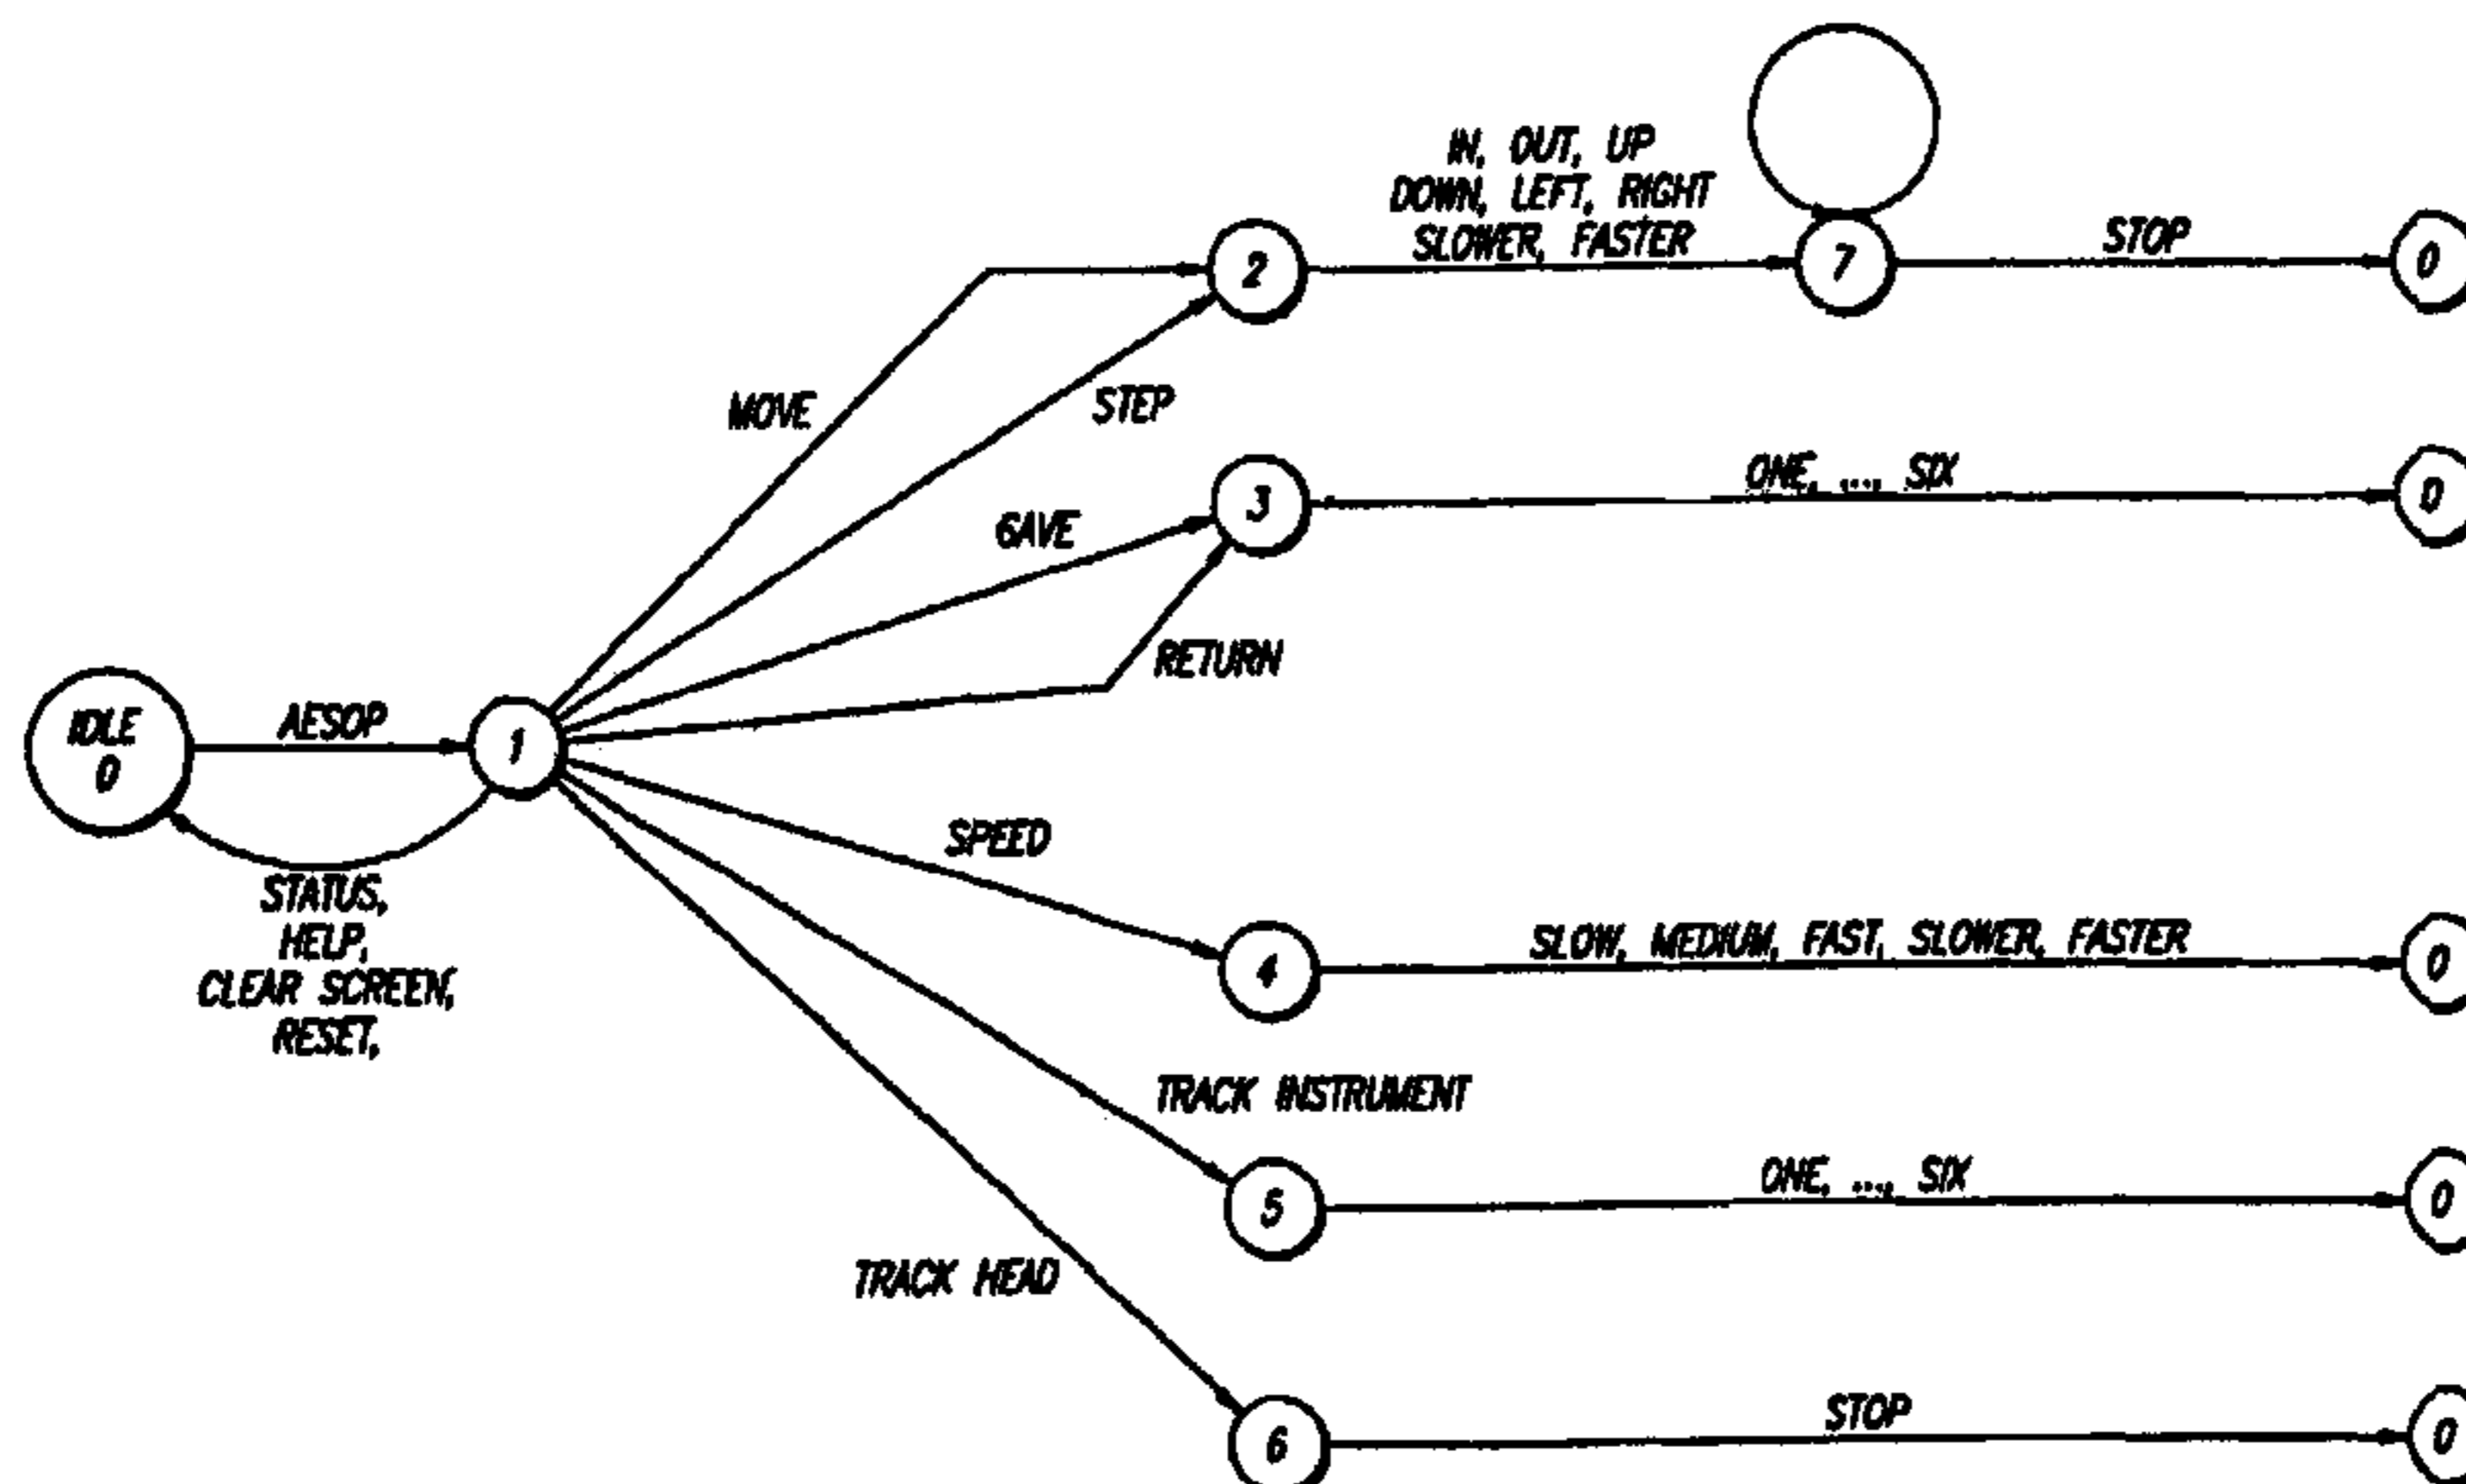 IN, OUT, UP
DOWN, LEFT, RIGHT
SLOWER, FASTER
2
7
STOP
0
MOVE
STEP
ONE, ..., SIX
3
0
GAVE
RETURN
IDLE
0
AESOP
1
STATUS,
HELP,
CLEAR SCREEN,
RESET,
SPEED
SLOW, MEDIUM, FAST, SLOWER, FASTER
4
0
TRACK INSTRUMENT
ONE, ..., SIX
5
0
TRACK HEAD
STOP
6
0